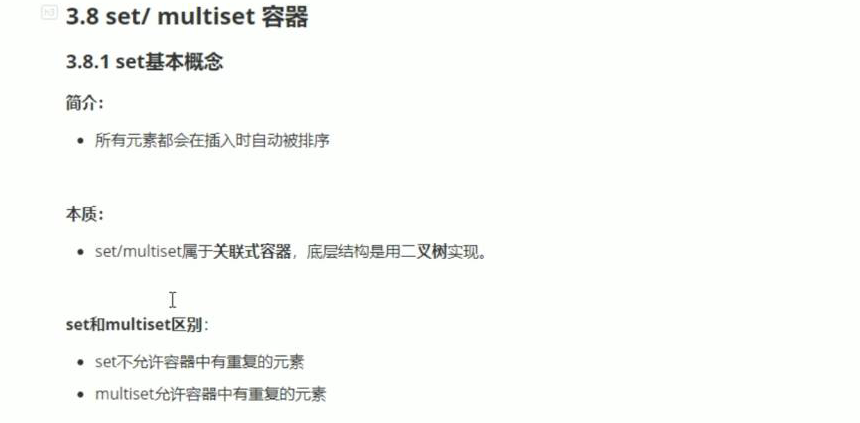 3.8 set/ multiset 容器
3.8.1 set基本概念
简介：
所有元素都会在插入时自动被排序
本质：
set/multiset属于关联式容器，底层结构是用二叉树实现。
set和multiset区别：
set不允许容器中有重复的元素
multiset允许容器中有重复的元素